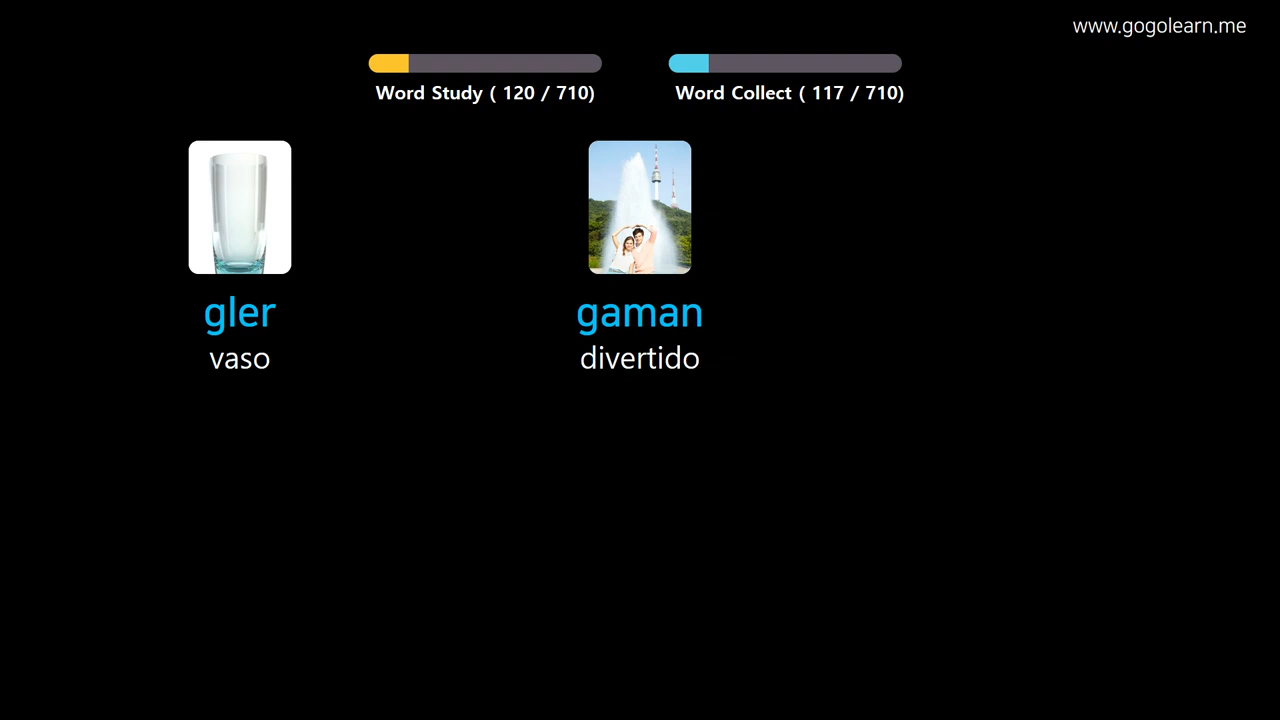 www.gogolearn.me
Word Study ( 120 / 710)
Word Collect ( 117 / 710)
gler
vaso
gaman
divertido